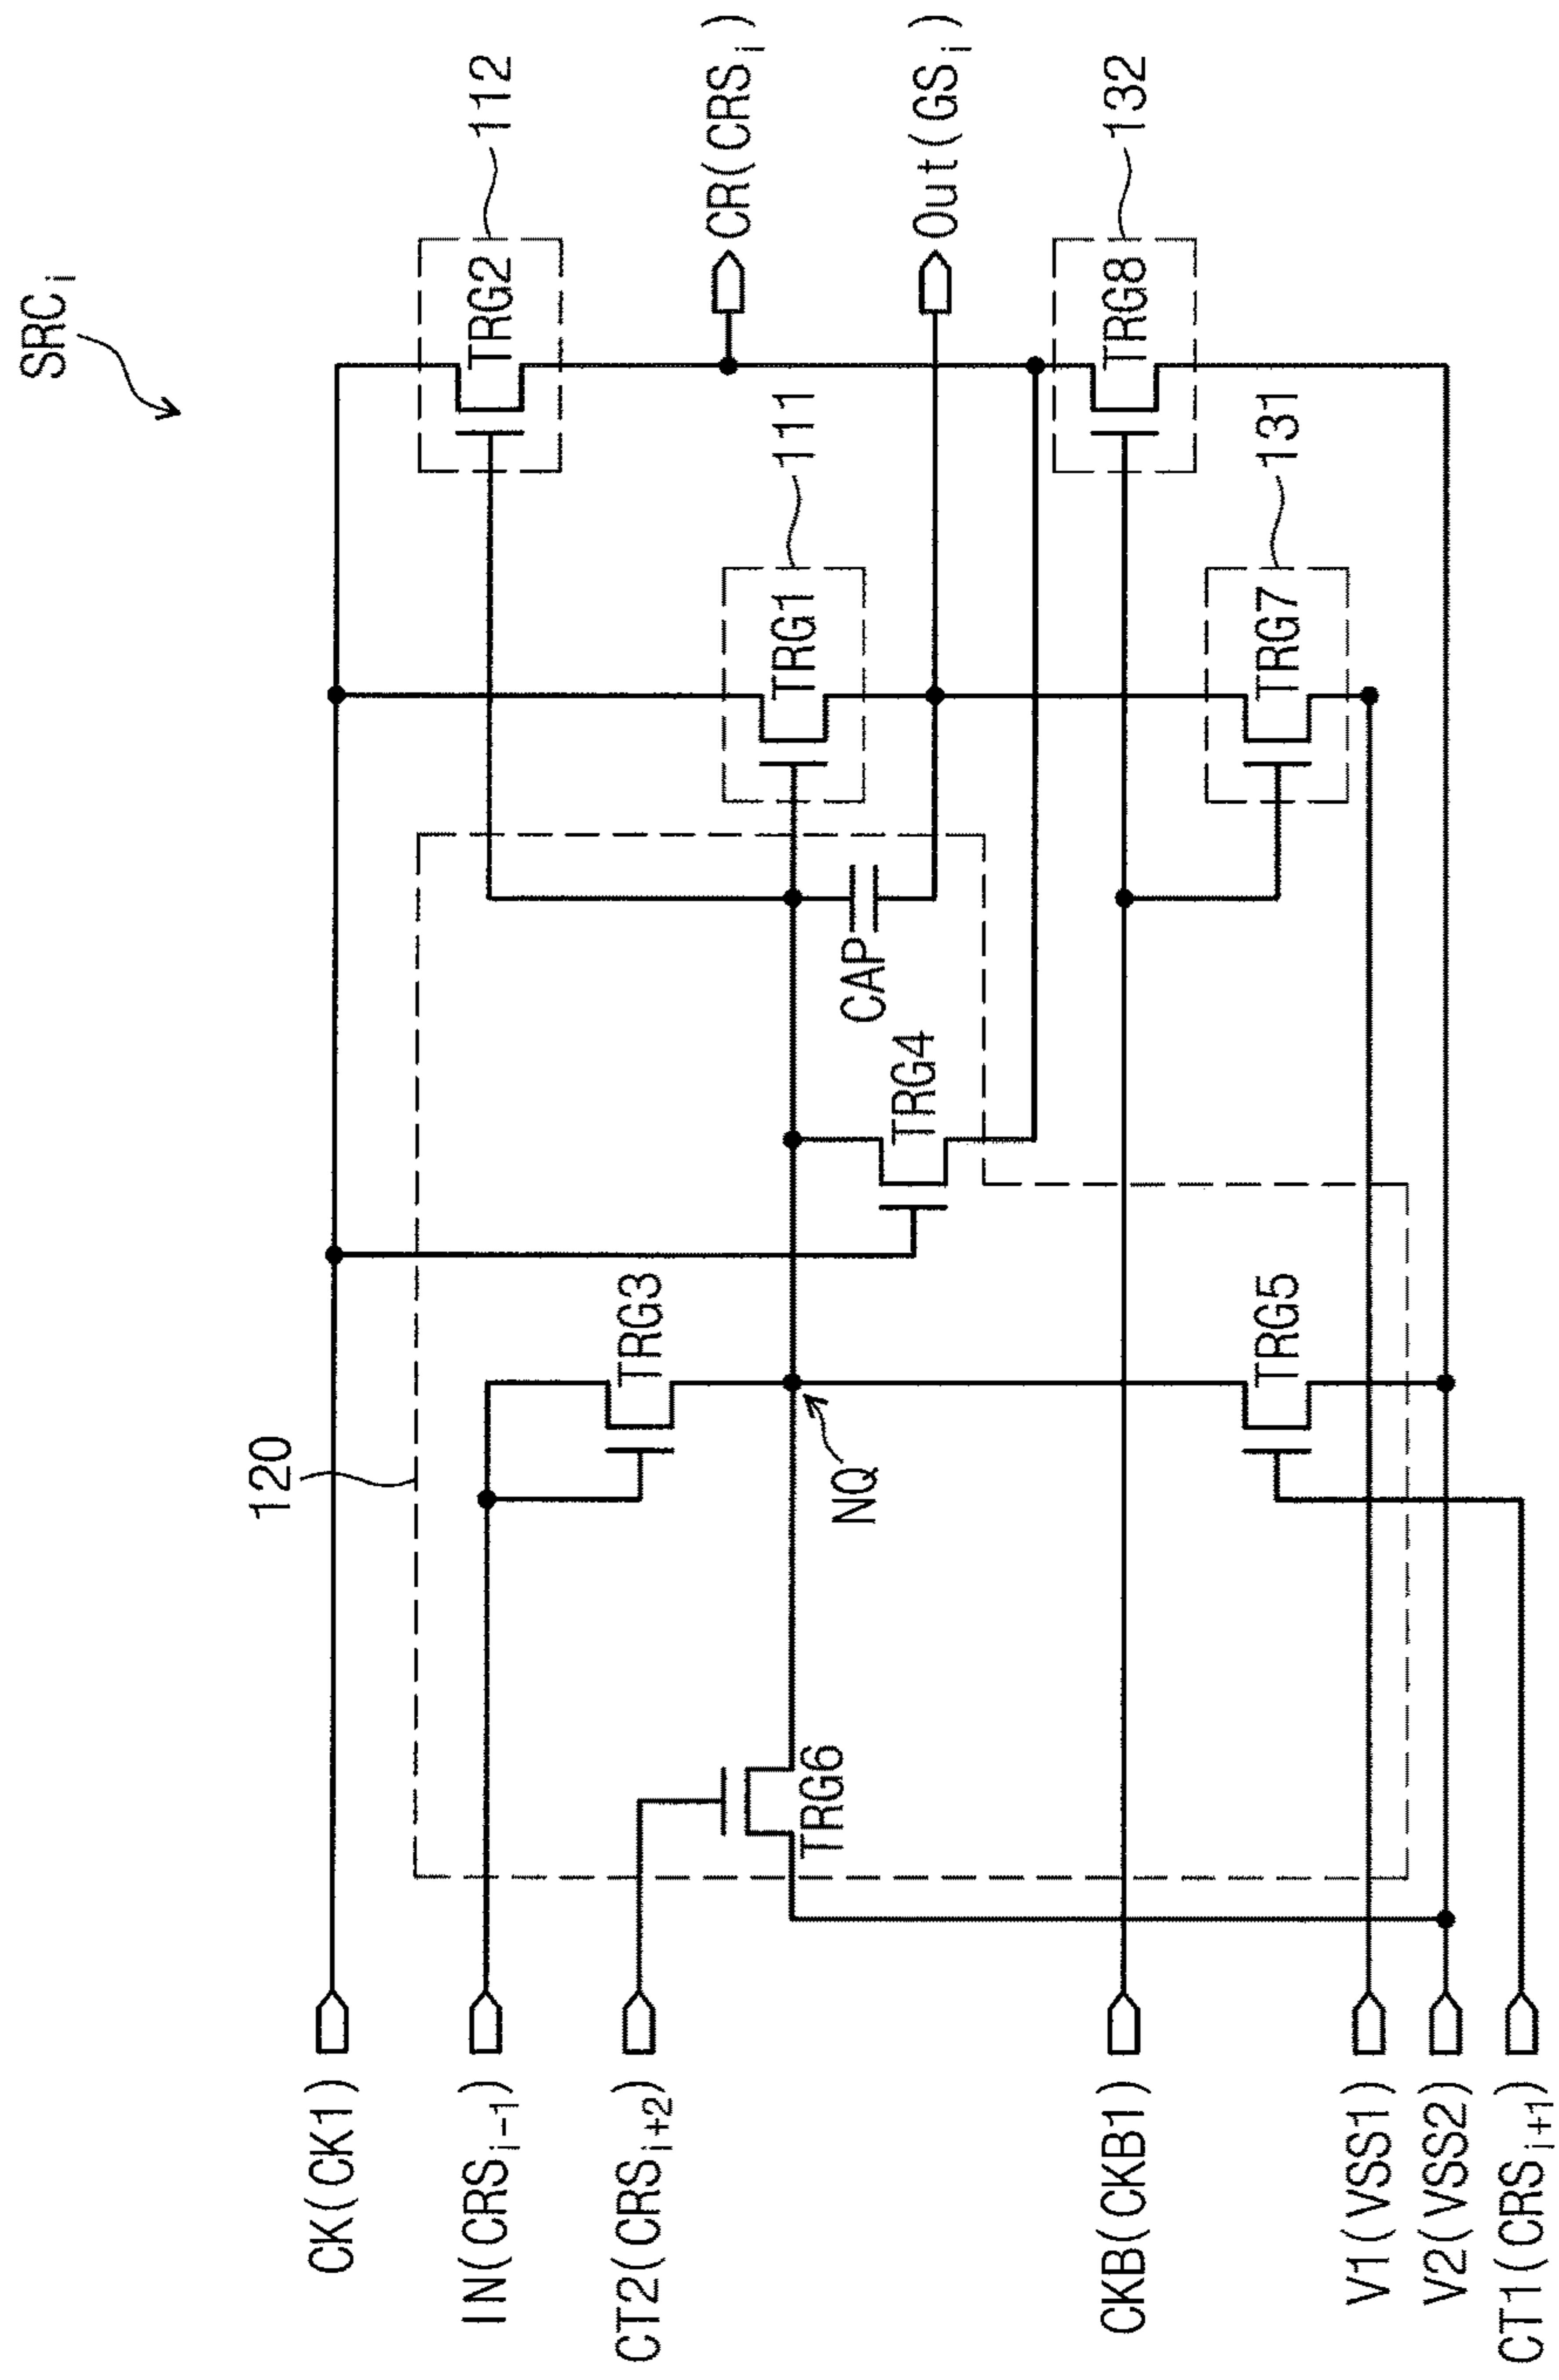 SRCi
112
TRG2
CR(CRSi)
111
TRG1
Out(GSi)
132
TRG8
131
TRG7
CAP
TRG4
120
TRG3
NQ
TRG5
TRG6
CK(CK1)
IN(CRSi-1)
CT2(CRSi+2)
CKB(CKB1)
V1(VSS1)
V2(VSS2)
CT1(CRSi+1)